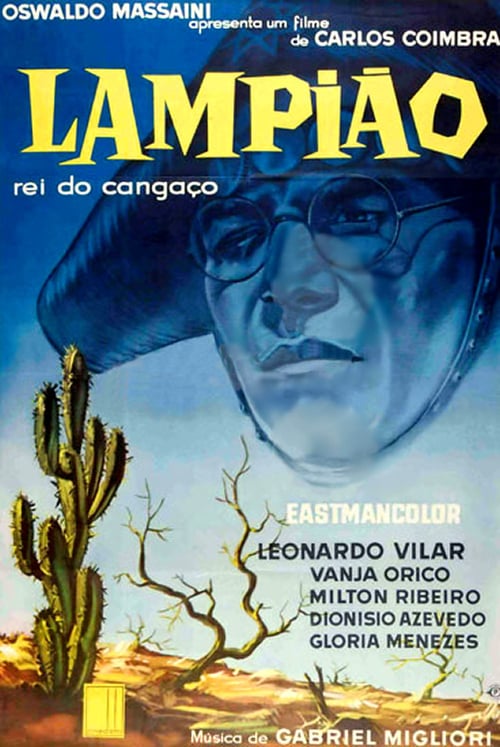 OSWALDO MASSAINI
apresenta um filme
de CARLOS COIMBRA
LAMPIÃO
rei do cangaço
EASTMANCOLOR
LEONARDO VILAR
VANJA ORICO
MILTON RIBEIRO
DIONISIO AZEVEDO
GLORIA MENEZES
Música de GABRIEL MIGLIORI